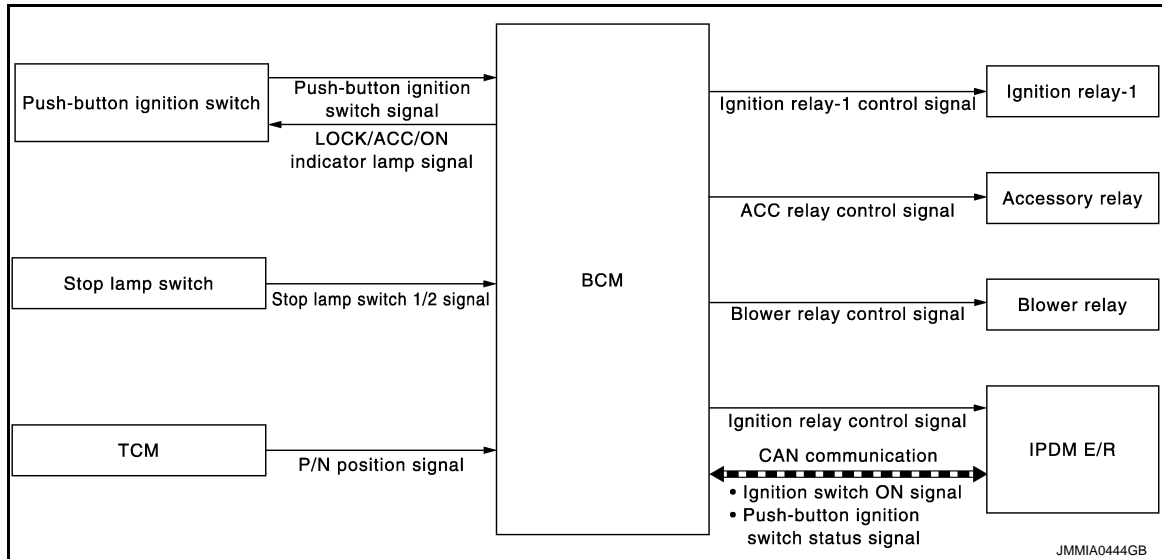 Push-button ignition switch
Push-button ignition
switch signal
LOCK/ACC/ON
indicator lamp signal
Stop lamp switch
Stop lamp switch 1/2 signal
TCM
P/N position signal
BCM
Ignition relay-1 control signal
Ignition relay-1
ACC relay control signal
Accessory relay
Blower relay control signal
Blower relay
Ignition relay control signal
CAN communication
• Ignition switch ON signal
• Push-button ignition
switch status signal
IPDM E/R
JMMIA0444GB